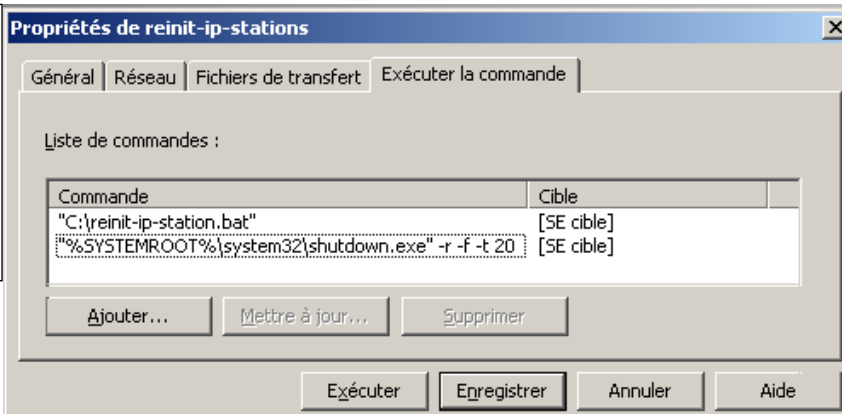 Propriétés de reinit-ip-stations
Général Réseau Fichiers de transfert Exécuter la commande
Liste de commandes :
Commande Cible
"C:\reinit-ip-station.bat" [SE cible]
"%SYSTEMROOT%\system32\shutdown.exe" -r -f -t 20 [SE cible]
Ajouter... Mettre à jour... Supprimer
Exécuter Enregistrer Annuler Aide